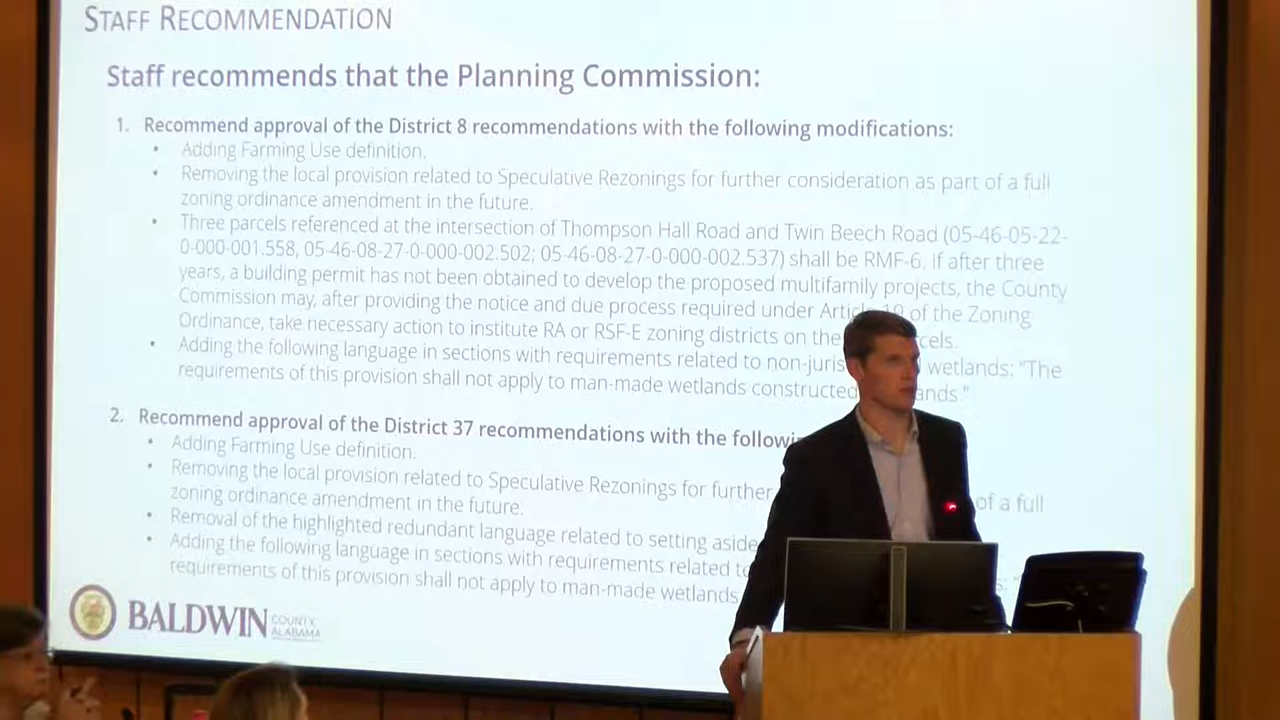 STAFF RECOMMENDATION
Staff recommends that the Planning Commission:
1. Recommend approval of the District 8 recommendations with the following modifications:
• Adding Farming Use definition.
• Removing the local provision related to Speculative Rezonings for further consideration as part of a full
zoning ordinance amendment in the future.
• Three parcels referenced at the intersection of Thompson Hall Road and Twin Beech Road (05-46-05-22-
0-000-001.558, 05-46-08-27-0-000-002.502; 05-46-08-27-0-000-002.537) shall be RMF-6. If after three
years, a building permit has not been obtained to develop the proposed multifamily projects, the County
Commission may, after providing the notice and due process required under Article 19 of the Zoning
Ordinance, take necessary action to institute RA or RSF-E zoning districts on the cels.
• Adding the following language in sections with requirements related to non-juris wetlands: "The
requirements of this provision shall not apply to man-made wetlands constructed ands."
2. Recommend approval of the District 37 recommendations with the followi
• Adding Farming Use definition.
• Removing the local provision related to Speculative Rezonings for further of a full
zoning ordinance amendment in the future.
• Removal of the highlighted redundant language related to setting aside
• Adding the following language in sections with requirements related to s: "
requirements of this provision shall not apply to man-made wetlands
BALDWIN COUNTY,
ALABAMA